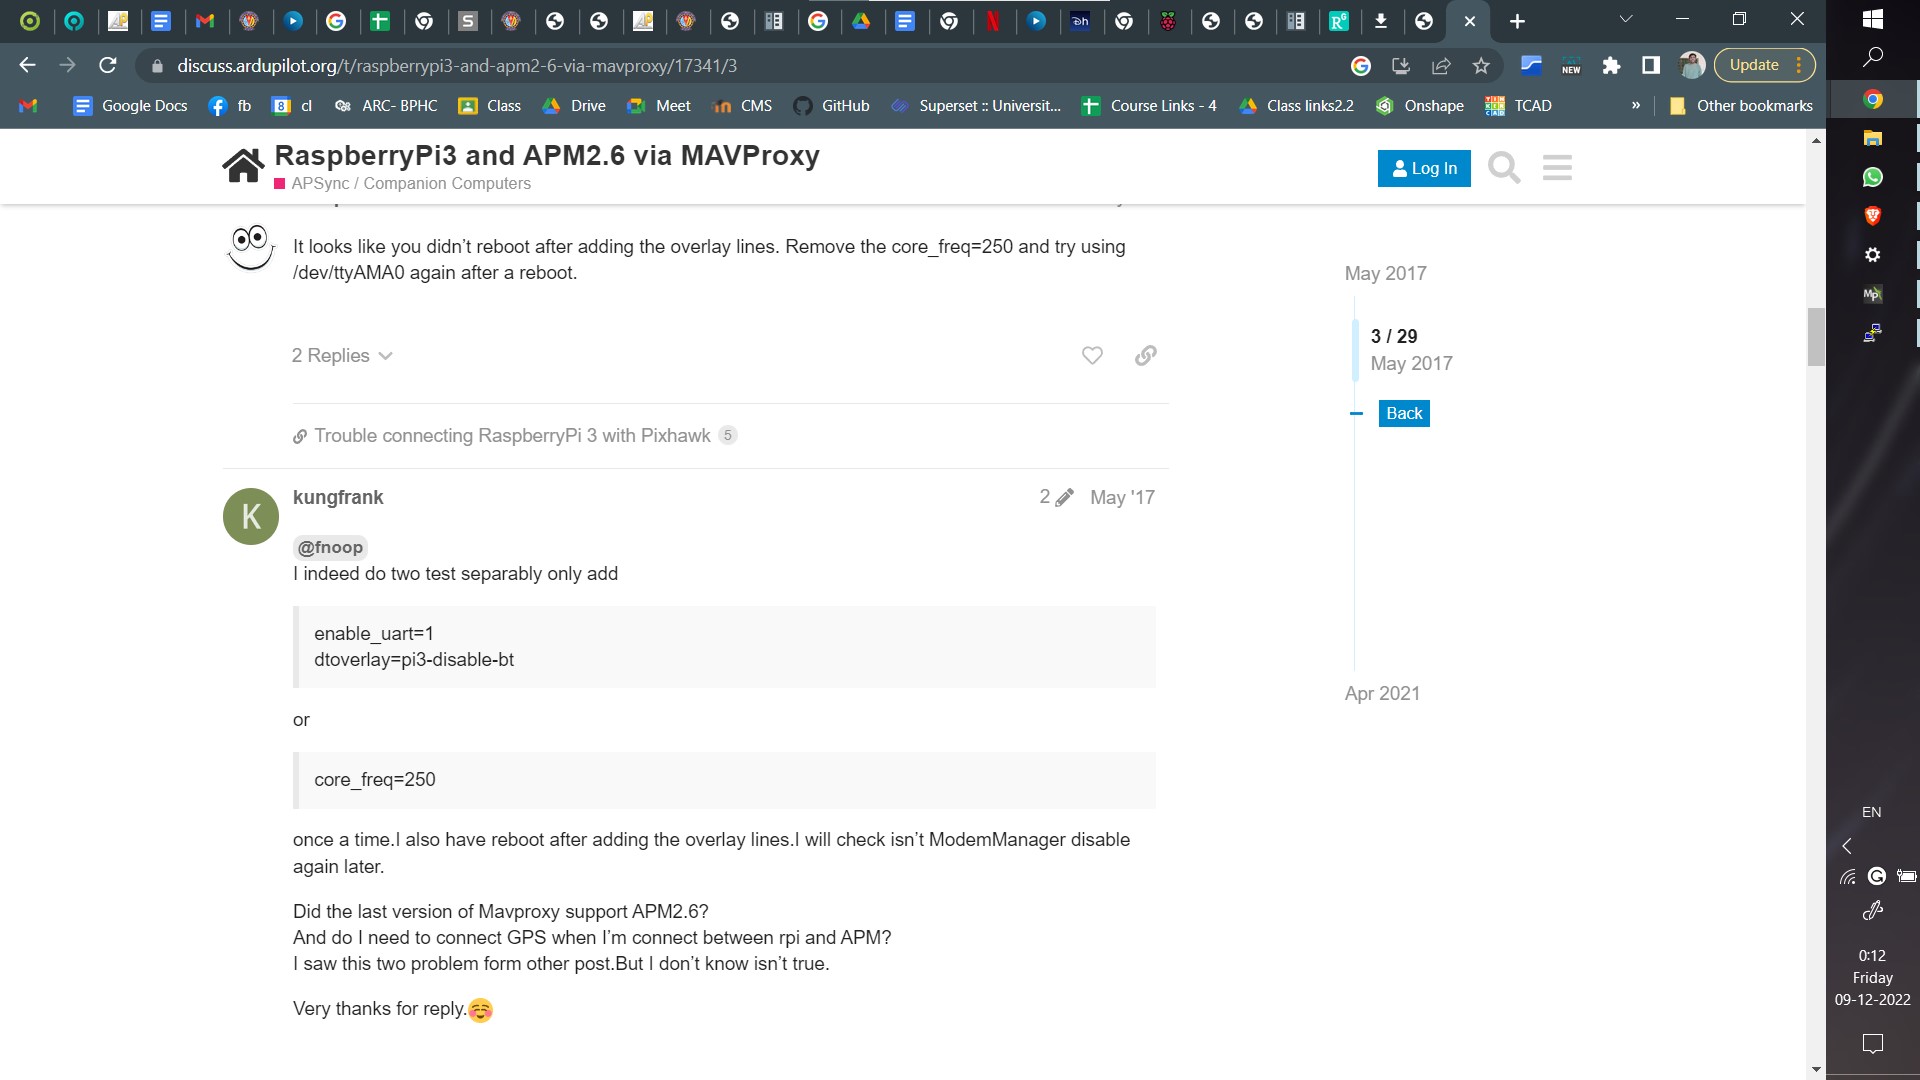 discuss.ardupilot.org/t/raspberrypi3-and-apm2-6-via-mavproxy/17341/3
NEW
Update
Google Docs
fb
8
cl
ARC- BPHC
Class
Drive
Meet
CMS
GitHub
Superset :: Universit...
Course Links - 4
Class links2.2
Onshape
TCAD
»
Other bookmarks
RaspberryPi3 and APM2.6 via MAVProxy
APSync / Companion Computers
Log In
It looks like you didn’t reboot after adding the overlay lines. Remove the core_freq=250 and try using
/dev/ttyAMA0 again after a reboot.
2 Replies
Trouble connecting RaspberryPi 3 with Pixhawk 5
K
kungfrank
2
May '17
@fnoop
I indeed do two test separably only add
enable_uart=1
dtoverlay=pi3-disable-bt
or
core_freq=250
once a time.I also have reboot after adding the overlay lines.I will check isn’t ModemManager disable
again later.
Did the last version of Mavproxy support APM2.6?
And do I need to connect GPS when I’m connect between rpi and APM?
I saw this two problem form other post.But I don’t know isn’t true.
Very thanks for reply.
May 2017
3 / 29
May 2017
Back
Apr 2021
EN
0:12
Friday
09-12-2022